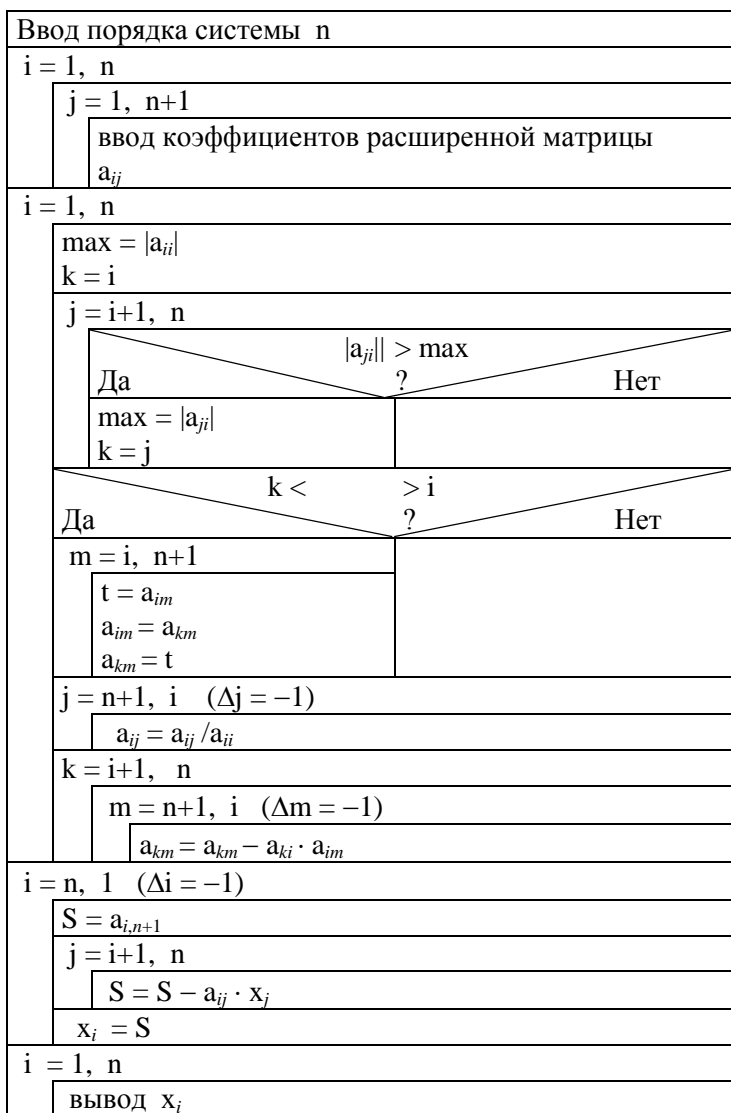 Ввод порядка системы n
i = 1, n
j = 1, n+1
ввод коэффициентов расширенной матрицы
a_ij
i = 1, n
max = |a_ii|
k = i
j = i+1, n
|a_ji|| > max
Да ? Нет
max = |a_ji|
k = j
k < > i
Да ? Нет
m = i, n+1
t = a_im
a_im = a_km
a_km = t
j = n+1, i (Δj = −1)
a_ij = a_ij /a_ii
k = i+1, n
m = n+1, i (Δm = −1)
a_km = a_km − a_ki · a_im
i = n, 1 (Δi = −1)
S = a_i,n+1
j = i+1, n
S = S − a_ij · x_j
x_i = S
i = 1, n
вывод x_i